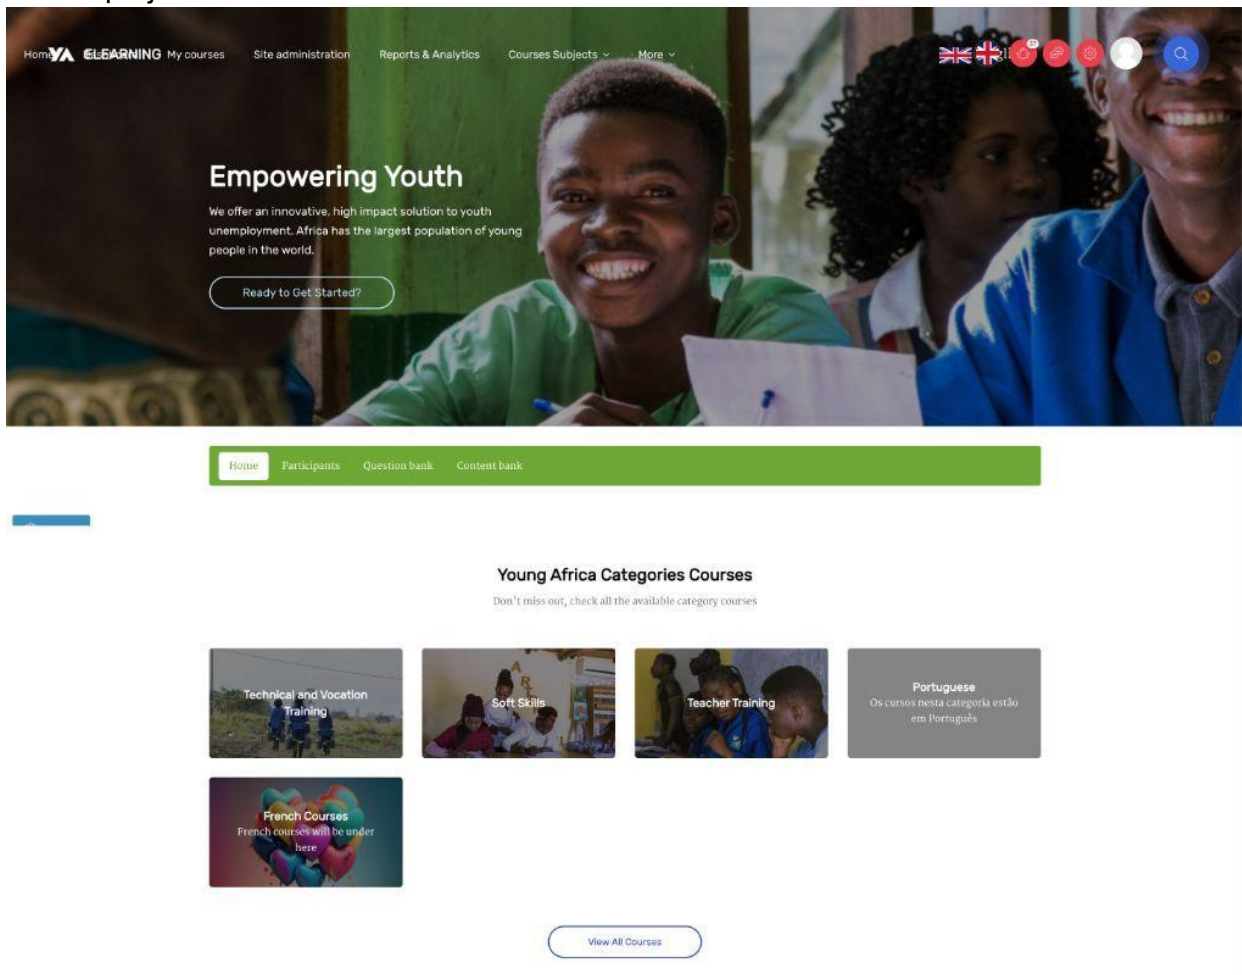 Home
YA ELEARNING My courses Site administration Reports & Analytics Courses Subjects More
37
Empowering Youth
We offer an innovative, high impact solution to youth
unemployment. Africa has the largest population of young
people in the world.
Ready to Get Started?
Home Participants Question bank Content bank
Young Africa Categories Courses
Don't miss out, check all the available category courses
Technical and Vocation
Training
Soft Skills
Teacher Training
Portuguese
Os cursos nesta categoria estão
em Português
French Courses
French courses will be under
here
View All Courses